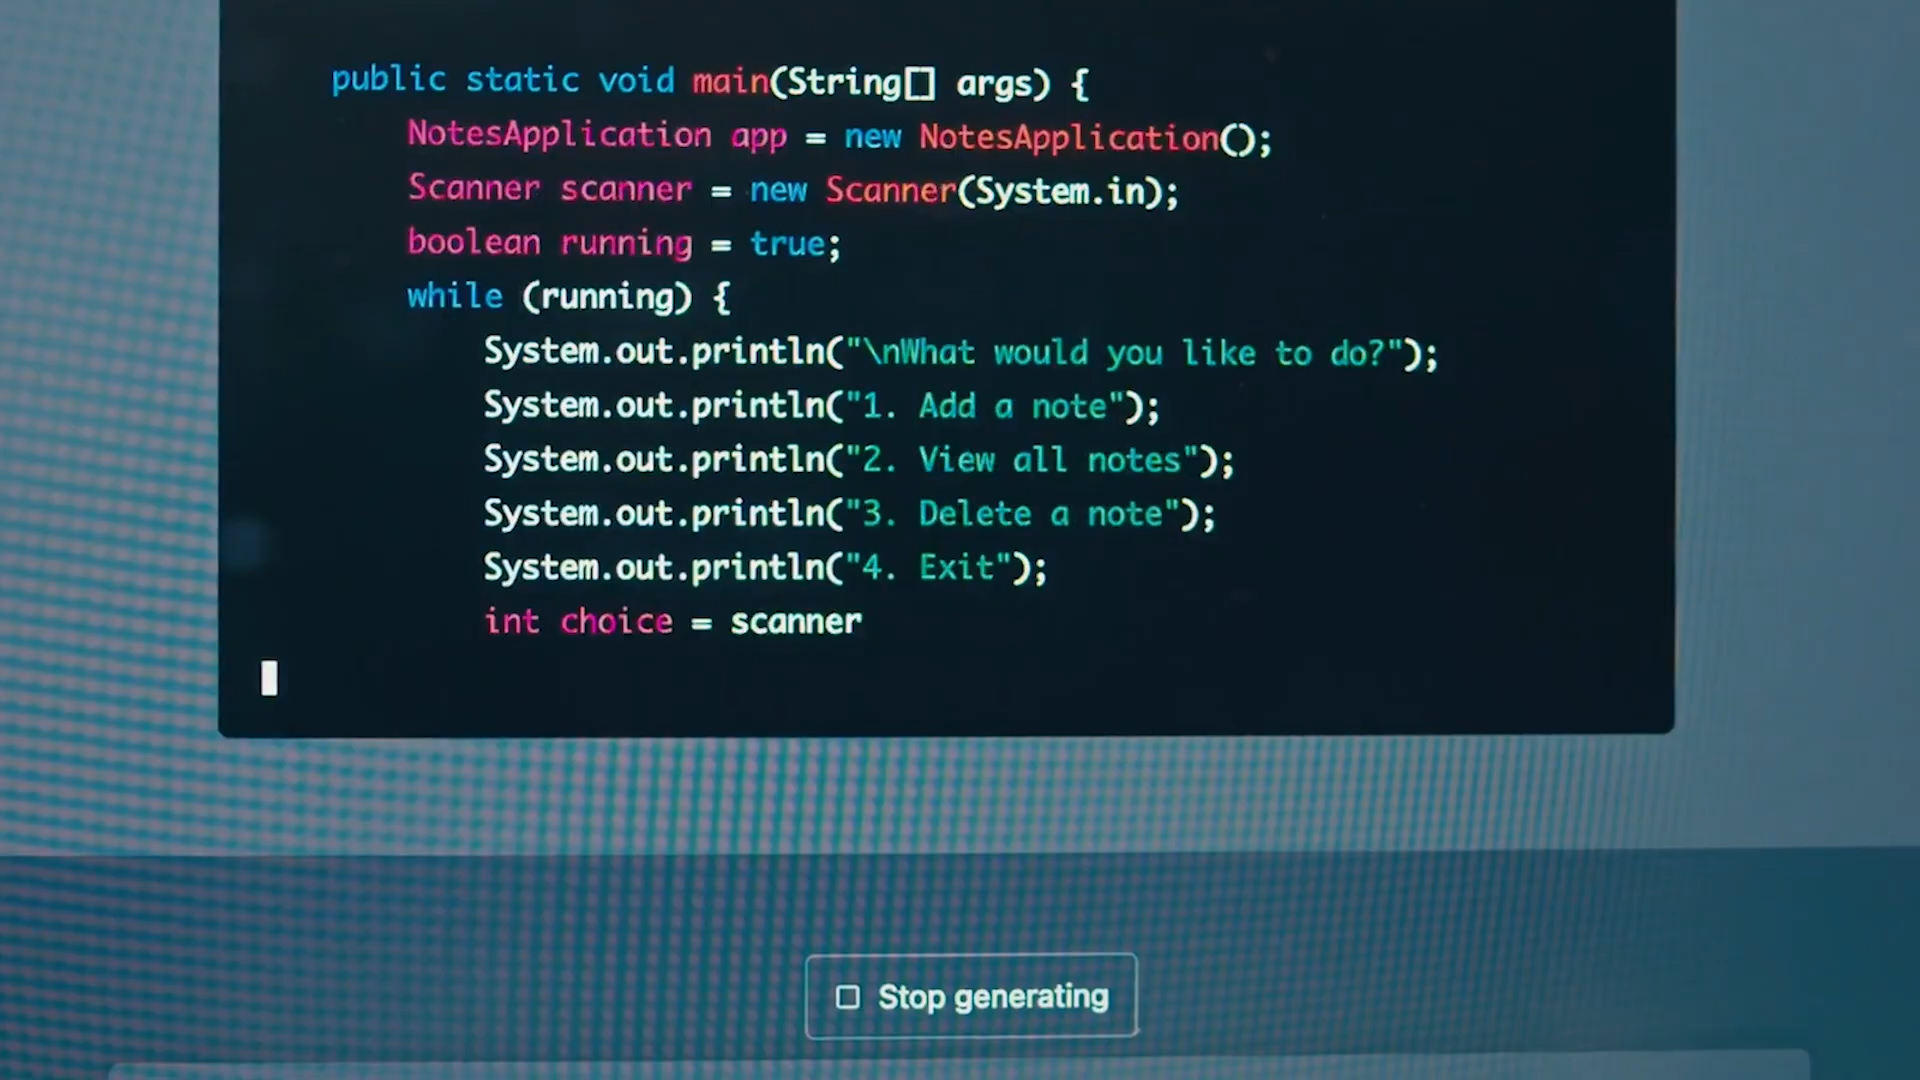 public static void main(String[] args) {
NotesApplication app = new NotesApplication();
Scanner scanner = new Scanner(System.in);
boolean running = true;
while (running) {
System.out.println("\nWhat would you like to do?");
System.out.println("1. Add a note");
System.out.println("2. View all notes");
System.out.println("3. Delete a note");
System.out.println("4. Exit");
int choice = scanner
Stop generating